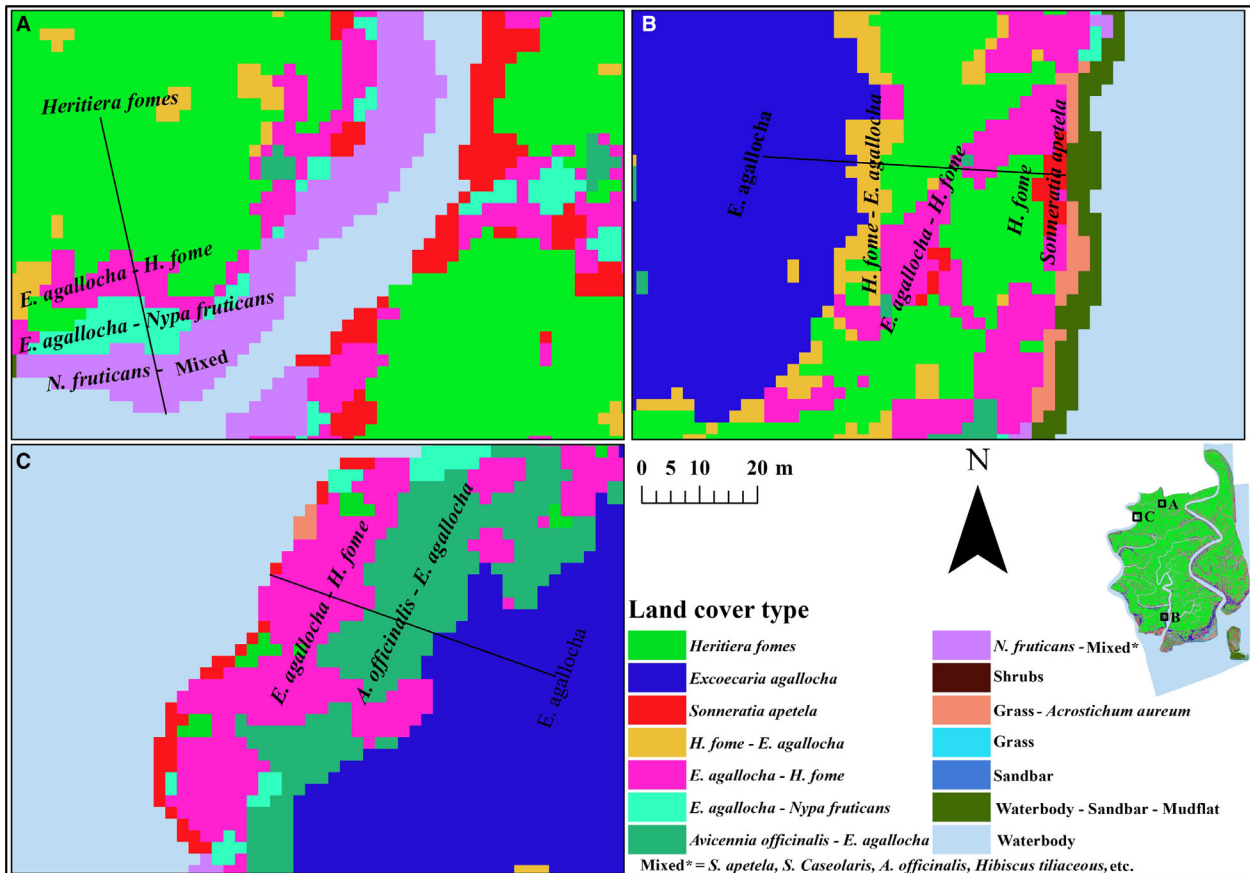 A
Heritiera fomes
E. agallocha - H. fome
E. agallocha - Nypa fruticans
N. fruticans - Mixed
B
E. agallocha
H. fome - E. agallocha
E. agallocha - H. fome
H. fome
Sonneratia apetela
C
E. agallocha - H. fome
A. officinalis - E. agallocha
E. agallocha
0 5 10 20 m
N
A
C
B
Land cover type
Heritiera fomes
Excoecaria agallocha
Sonneratia apetela
H. fome - E. agallocha
E. agallocha - H. fome
E. agallocha - Nypa fruticans
Avicennia officinalis - E. agallocha
N. fruticans - Mixed*
Shrubs
Grass - Acrostichum aureum
Grass
Sandbar
Waterbody - Sandbar - Mudflat
Waterbody
Mixed* = S. apetela, S. Caseolaris, A. officinalis, Hibiscus tiliaceous, etc.